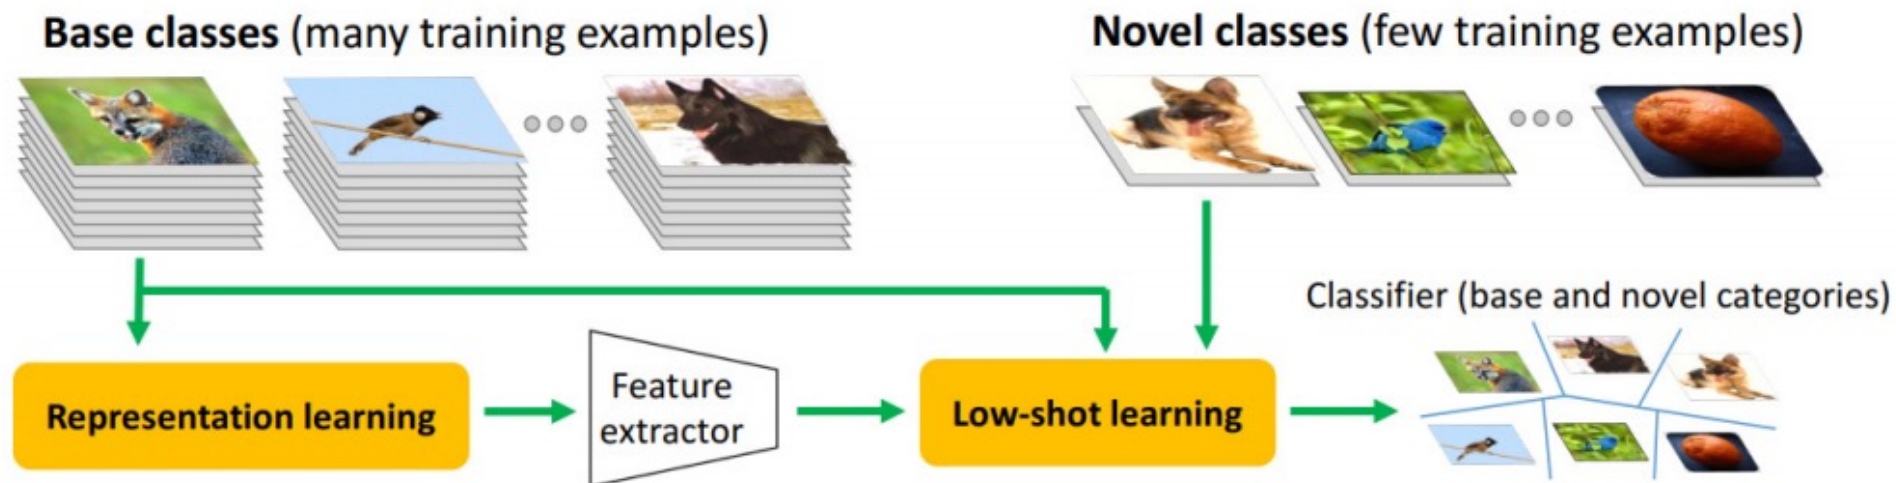 Base classes (many training examples)
Novel classes (few training examples)
Classifier (base and novel categories)
Representation learning
Feature
extractor
Low-shot learning